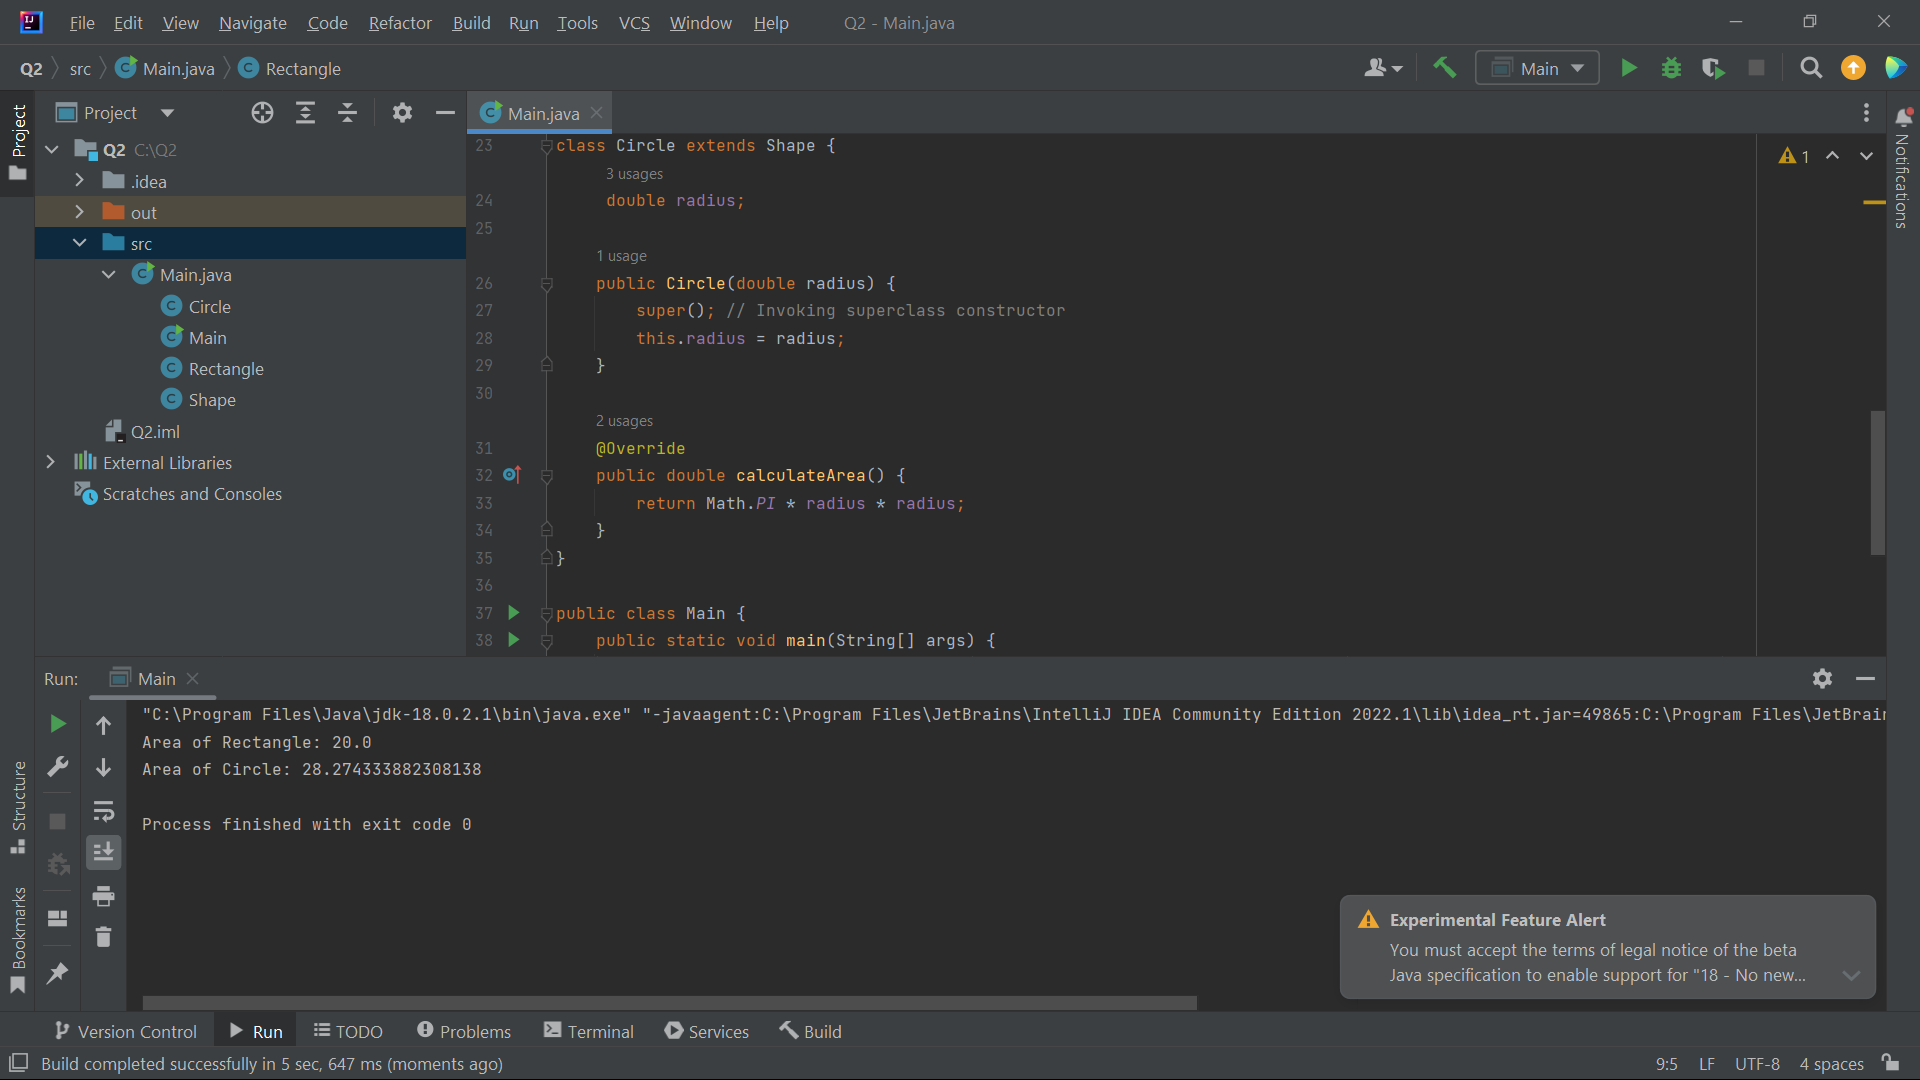 File Edit View Navigate Code Refactor Build Run Tools VCS Window Help Q2 - Main.java
Q2 src Main.java Rectangle
Main
Project
Main.java
Project
Q2 C:\Q2
.idea
out
src
Main.java
Circle
Main
Rectangle
Shape
Q2.iml
External Libraries
Scratches and Consoles
23 class Circle extends Shape {
3 usages
24 double radius;
25
1 usage
26 public Circle(double radius) {
27 super(); // Invoking superclass constructor
28 this.radius = radius;
29 }
30
2 usages
31 @Override
32 public double calculateArea() {
33 return Math.PI * radius * radius;
34 }
35 }
36
37 public class Main {
38 public static void main(String[] args) {
1
Notifications
Run: Main
"C:\Program Files\Java\jdk-18.0.2.1\bin\java.exe" "-javaagent:C:\Program Files\JetBrains\IntelliJ IDEA Community Edition 2022.1\lib\idea_rt.jar=49865:C:\Program Files\JetBrain
Area of Rectangle: 20.0
Area of Circle: 28.274333882308138
Process finished with exit code 0
Structure
Bookmarks
Experimental Feature Alert
You must accept the terms of legal notice of the beta
Java specification to enable support for "18 - No new...
Version Control Run TODO Problems Terminal Services Build
Build completed successfully in 5 sec, 647 ms (moments ago) 9:5 LF UTF-8 4 spaces